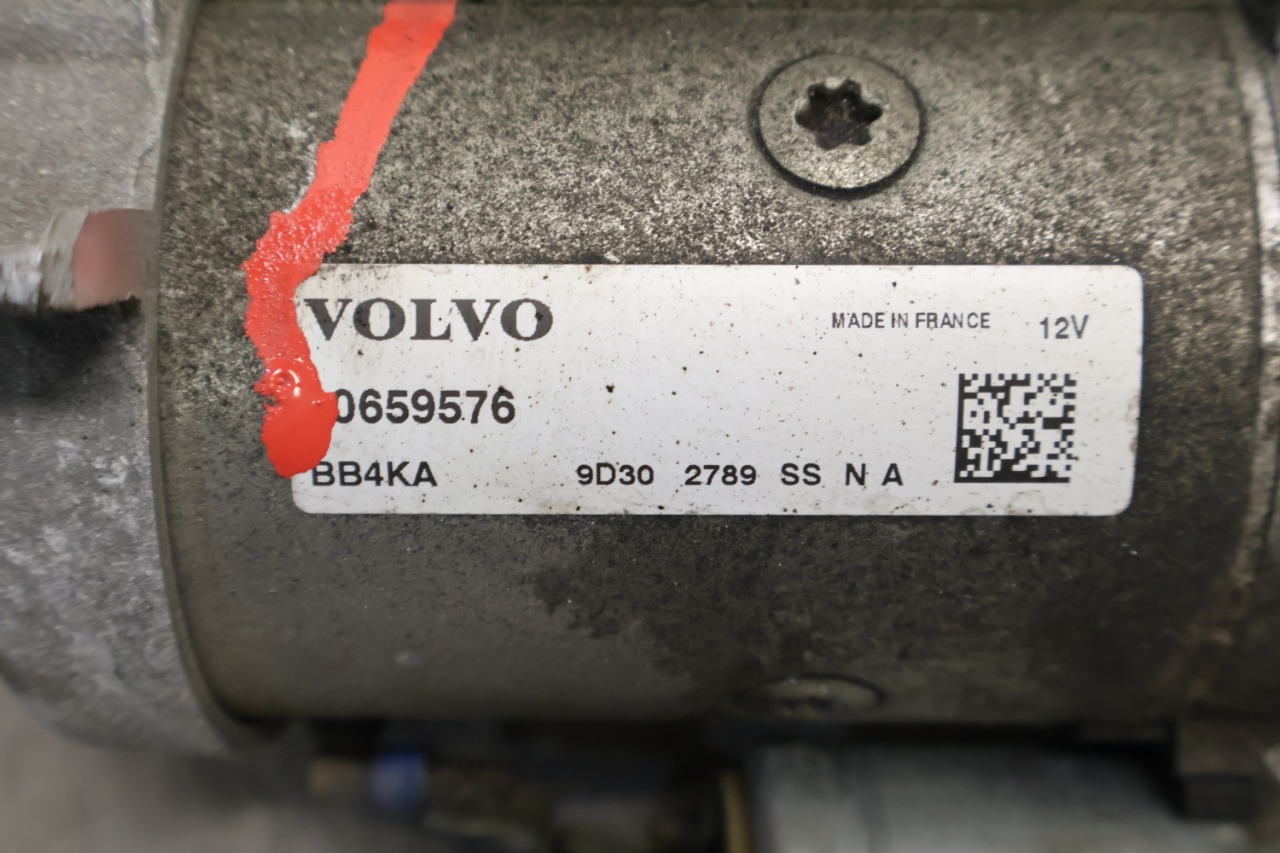 VOLVO MADE IN FRANCE 12V
0659576
BB4KA 9D30 2789 SS N A